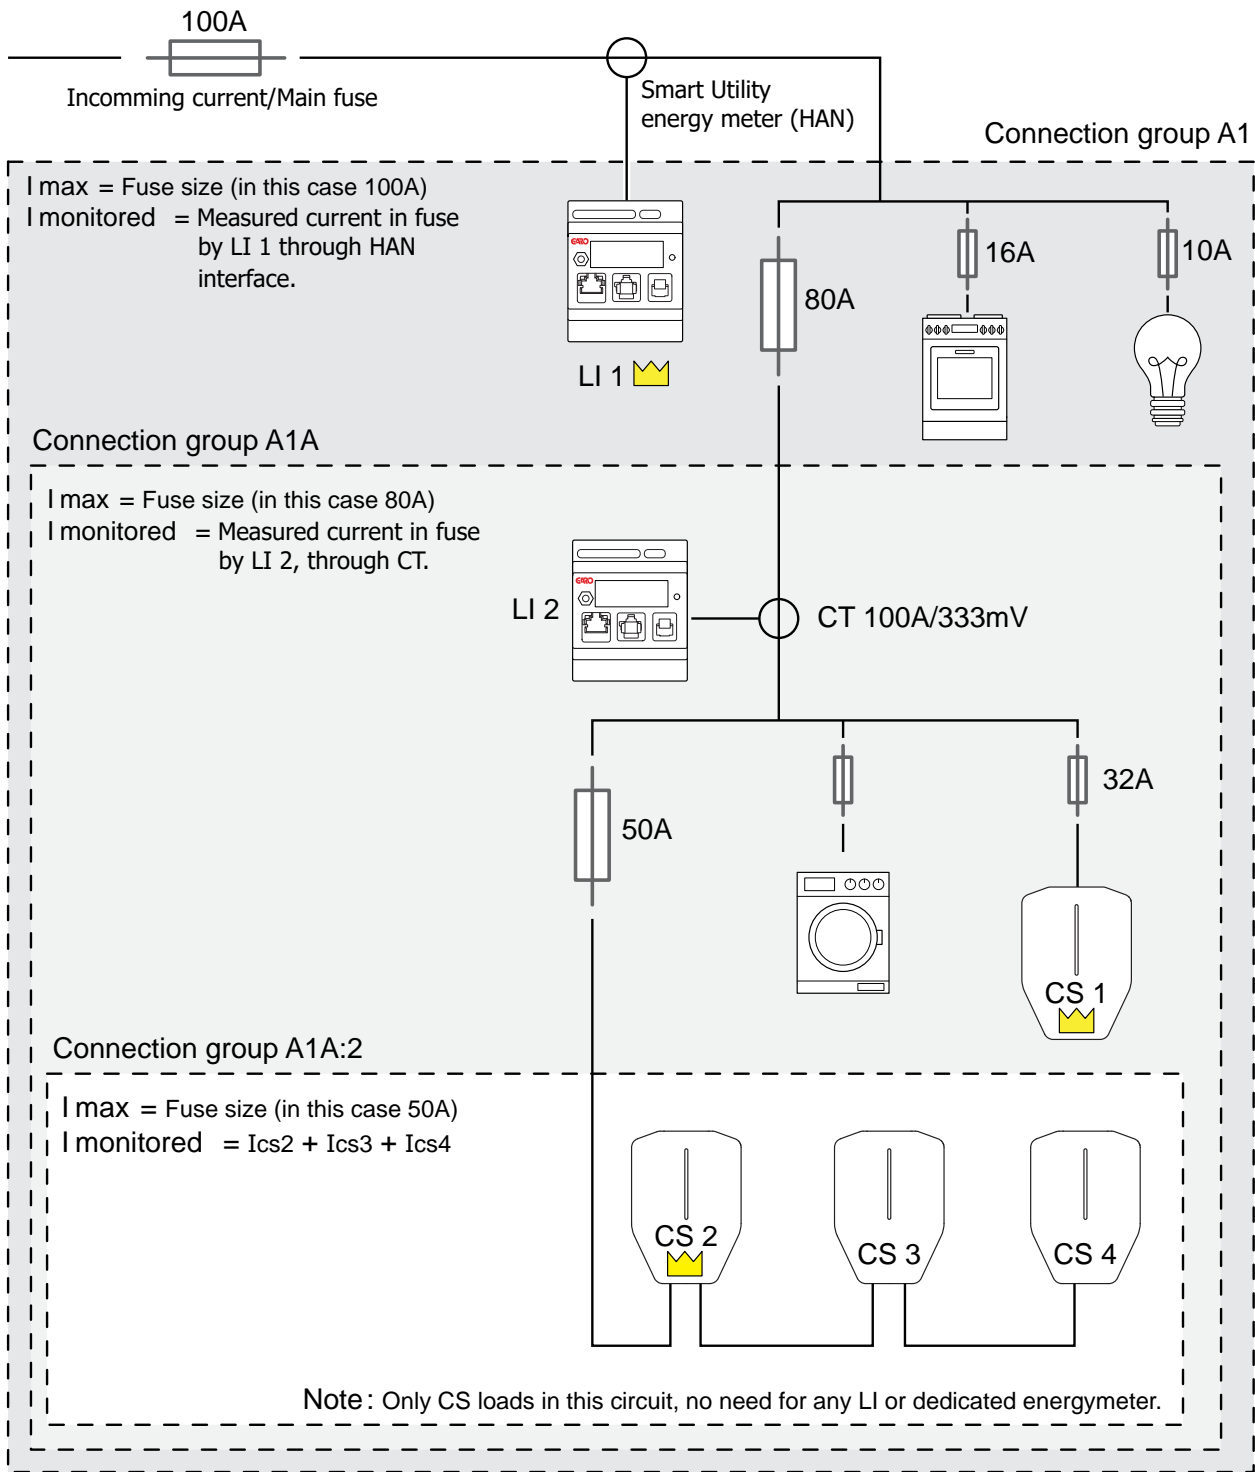 100A
Incomming current/Main fuse
Smart Utility
energy meter (HAN)
Connection group A1
I max = Fuse size (in this case 100A)
I monitored = Measured current in fuse
by LI 1 through HAN
interface.
GARO
LI 1
80A
16A
10A
Connection group A1A
I max = Fuse size (in this case 80A)
I monitored = Measured current in fuse
by LI 2, through CT.
GARO
LI 2
CT 100A/333mV
50A
32A
CS 1
Connection group A1A:2
I max = Fuse size (in this case 50A)
I monitored = Ics2 + Ics3 + Ics4
CS 2
CS 3
CS 4
Note: Only CS loads in this circuit, no need for any LI or dedicated energymeter.